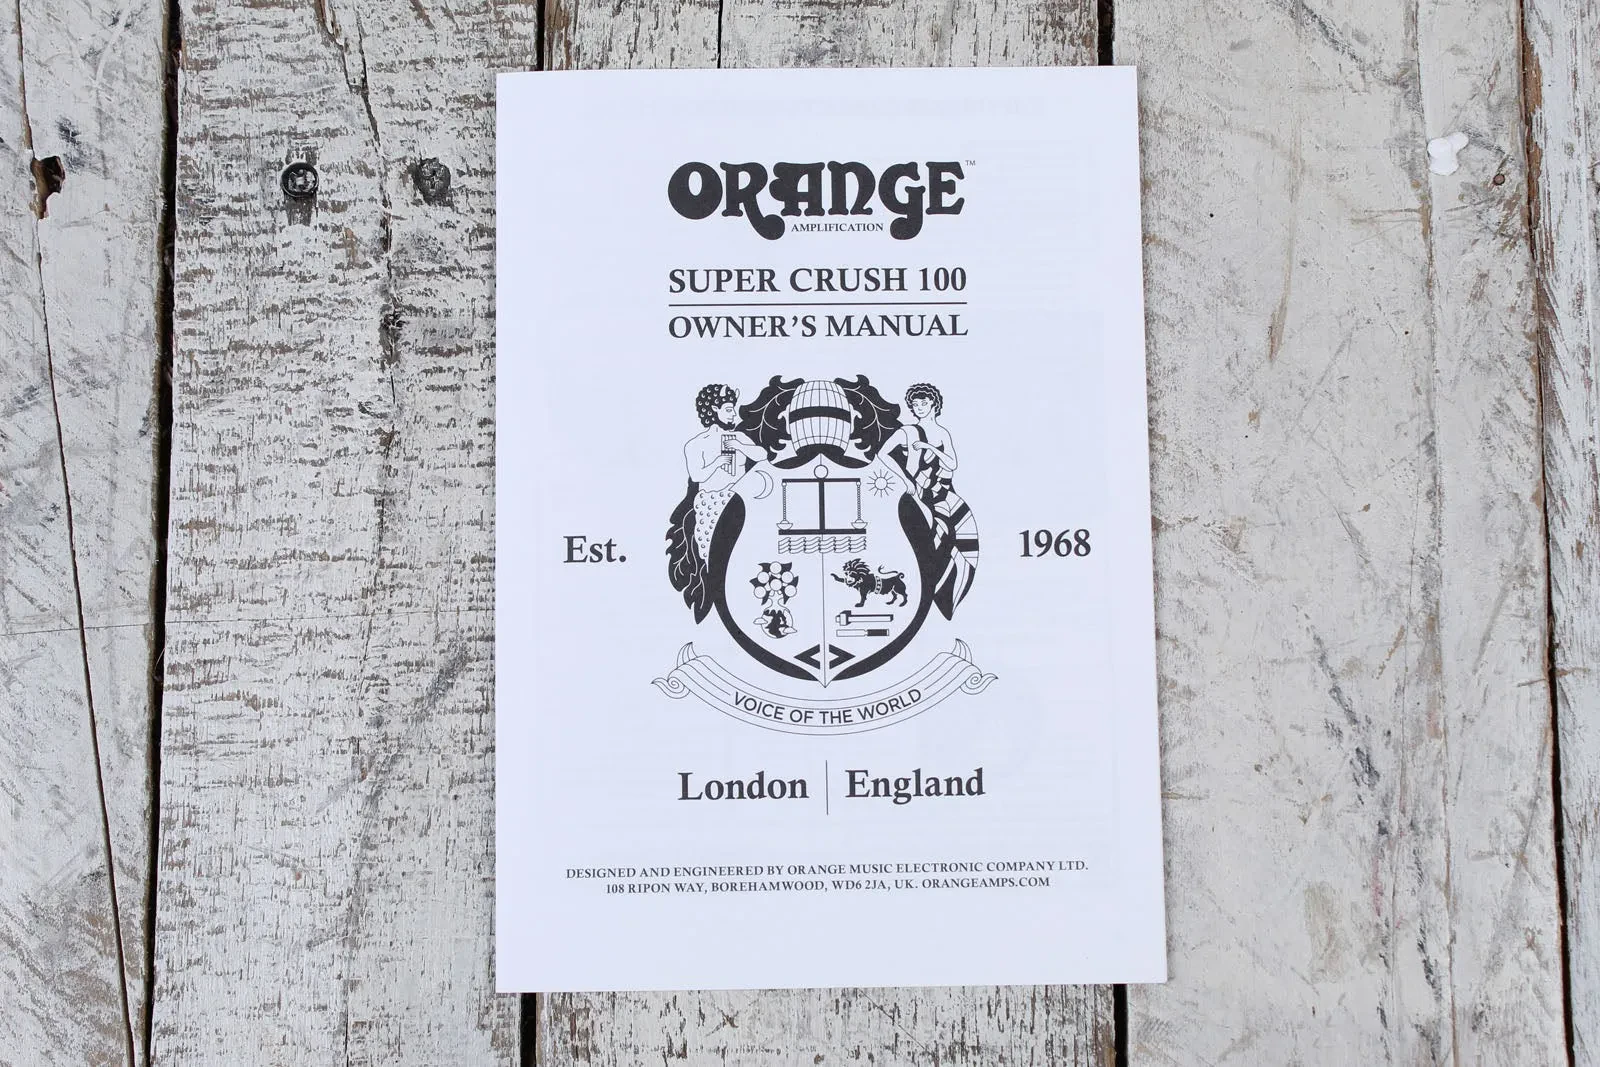 ORANGE™
AMPLIFICATION
SUPER CRUSH 100
OWNER’S MANUAL
Est. 1968
VOICE OF THE WORLD
London | England
DESIGNED AND ENGINEERED BY ORANGE MUSIC ELECTRONIC COMPANY LTD.
108 RIPON WAY, BOREHAMWOOD, WD6 2JA, UK. ORANGEAMPS.COM